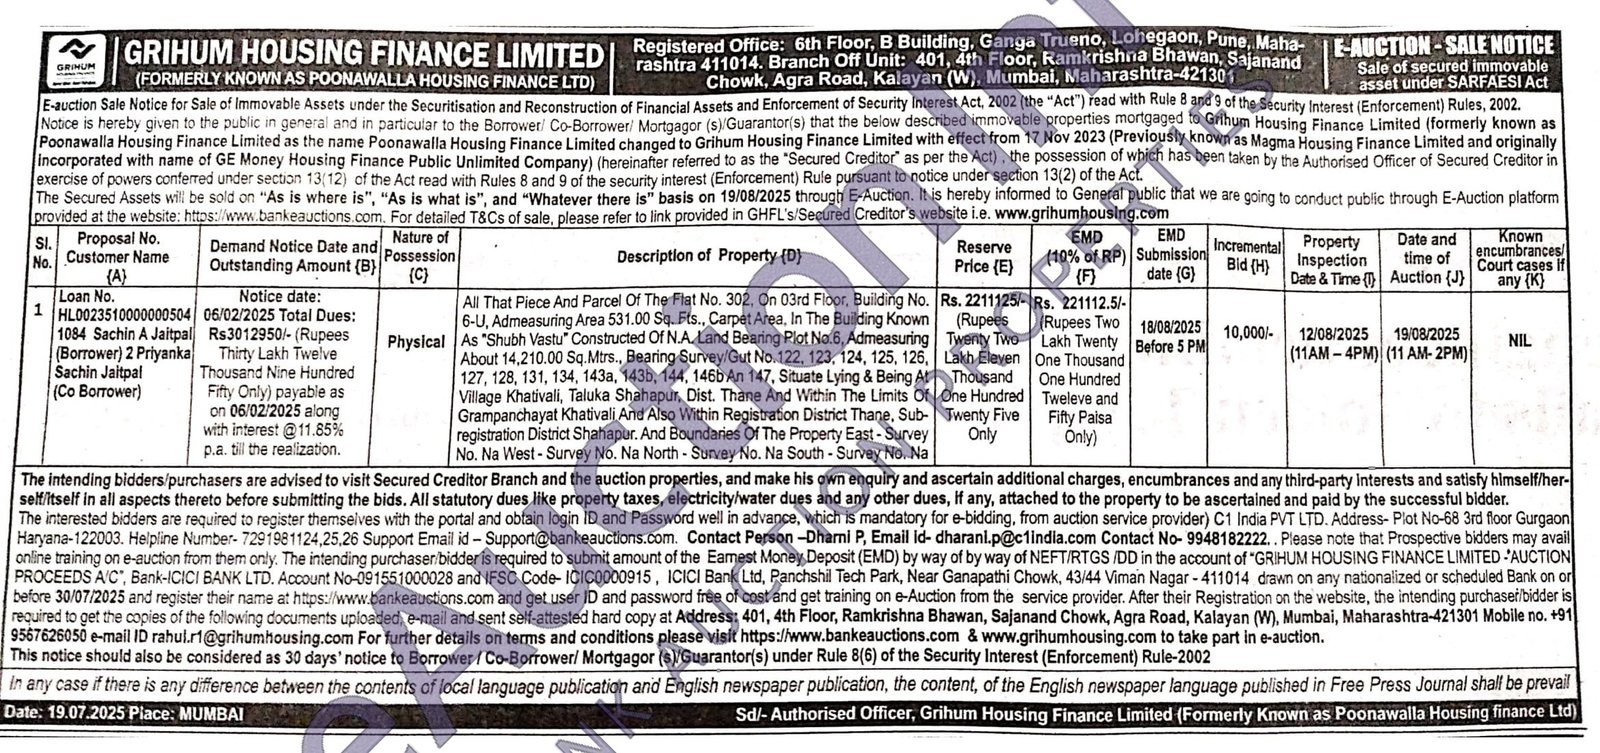 GRIHUM
GRIHUM HOUSING FINANCE LIMITED
(FORMERLY KNOWN AS POONAWALLA HOUSING FINANCE LTD)
Registered Office: 6th Floor, B Building, Ganga Trueno, Lohegaon, Pune, Maha-
rashtra 411014. Branch Off Unit: 401, 4th Floor, Ramkrishna Bhawan, Sajanand
Chowk, Agra Road, Kalayan (W), Mumbai, Maharashtra-421301
E-AUCTION - SALE NOTICE
Sale of secured immovable
asset under SARFAESI Act
E-auction Sale Notice for Sale of Immovable Assets under the Securitisation and Reconstruction of Financial Assets and Enforcement of Security Interest Act, 2002 (the "Act") read with Rule 8 and 9 of the Security Interest (Enforcement) Rules, 2002.
Notice is hereby given to the public in general and in particular to the Borrower/ Co-Borrower/ Mortgagor (s)/Guarantor(s) that the below described immovable properties mortgaged to Grihum Housing Finance Limited (formerly known as
Poonawalla Housing Finance Limited as the name Poonawalla Housing Finance Limited changed to Grihum Housing Finance Limited with effect from 17 Nov 2023 (Previously known as Magma Housing Finance Limited and originally
incorporated with name of GE Money Housing Finance Public Unlimited Company) (hereinafter referred to as the "Secured Creditor" as per the Act), the possession of which has been taken by the Authorised Officer of Secured Creditor in
exercise of powers conferred under section 13(12) of the Act read with Rules 8 and 9 of the security interest (Enforcement) Rule pursuant to notice under section 13(2) of the Act.
The Secured Assets will be sold on "As is where is", "As is what is", and "Whatever there is" basis on 19/08/2025 through E-Auction. It is hereby informed to General public that we are going to conduct public through E-Auction platform
provided at the website: https://www.bankeauctions.com. For detailed T&Cs of sale, please refer to link provided in GHFL's/Secured Creditor's website i.e. www.grihumhousing.com
Sl. No.
Proposal No. Customer Name {A}
Demand Notice Date and Outstanding Amount {B}
Nature of Possession {C}
Description of Property {D}
Reserve Price {E}
EMD (10% of RP) {F}
EMD Submission date {G}
Incremental Bid {H}
Property Inspection Date & Time {I}
Date and time of Auction {J}
Known encumbrances/ Court cases if any {K}
1
Loan No.
HL0023510000000504
1084 Sachin A Jaitpal
(Borrower) 2 Priyanka
Sachin Jaitpal
(Co Borrower)
Notice date:
06/02/2025 Total Dues:
Rs3012950/- (Rupees
Thirty Lakh Twelve
Thousand Nine Hundred
Fifty Only) payable as
on 06/02/2025 along
with interest @11.85%
p.a. till the realization.
Physical
All That Piece And Parcel Of The Flat No. 302, On 03rd Floor, Building No.
6-U, Admeasuring Area 531.00 Sq. Fts., Carpet Area, In The Building Known
As "Shubh Vastu" Constructed Of N.A. Land Bearing Plot No.6, Admeasuring
About 14,210.00 Sq.Mtrs., Bearing Survey/Gut No. 122, 123, 124, 125, 126,
127, 128, 131, 134, 143a, 143b, 144, 146b An 147, Situate Lying & Being At
Village Khativali, Taluka Shahapur, Dist. Thane And Within The Limits Of
Grampanchayat Khativali And Also Within Registration District Thane, Sub-
registration District Shahapur. And Boundaries Of The Property East - Survey
No. Na West - Survey No. Na North - Survey No. Na South - Survey No. Na
Rs. 2211125/-
(Rupees
Twenty Two
Lakh Eleven
Thousand
One Hundred
Twenty Five
Only
Rs. 221112.5/-
(Rupees Two
Lakh Twenty
One Thousand
One Hundred
Tweleve and
Fifty Paisa
Only)
18/08/2025
Before 5 PM
10,000/-
12/08/2025
(11AM – 4PM)
19/08/2025
(11 AM- 2PM)
NIL
The intending bidders/purchasers are advised to visit Secured Creditor Branch and the auction properties, and make his own enquiry and ascertain additional charges, encumbrances and any third-party interests and satisfy himself/her-
self/itself in all aspects thereto before submitting the bids. All statutory dues like property taxes, electricity/water dues and any other dues, if any, attached to the property to be ascertained and paid by the successful bidder.
The interested bidders are required to register themselves with the portal and obtain login ID and Password well in advance, which is mandatory for e-bidding, from auction service provider) C1 India PVT LTD. Address- Plot No-68 3rd floor Gurgaon
Haryana-122003. Helpline Number- 7291981124,25,26 Support Email id – Support@bankeauctions.com. Contact Person –Dharni P, Email id- dharani.p@c1india.com Contact No- 9948182222. . Please note that Prospective bidders may avail
online training on e-auction from them only. The intending purchaser/bidder is required to submit amount of the Earnest Money Deposit (EMD) by way of by way of NEFT/RTGS /DD in the account of "GRIHUM HOUSING FINANCE LIMITED -AUCTION
PROCEEDS A/C", Bank-ICICI BANK LTD. Account No-091551000028 and IFSC Code- ICIC0000915, ICICI Bank Ltd, Panchshil Tech Park, Near Ganapathi Chowk, 43/44 Viman Nagar - 411014 drawn on any nationalized or scheduled Bank on or
before 30/07/2025 and register their name at https://www.bankeauctions.com and get user ID and password free of cost and get training on e-Auction from the service provider. After their Registration on the website, the intending purchaser/bidder is
required to get the copies of the following documents uploaded, e-mail and sent self-attested hard copy at Address: 401, 4th Floor, Ramkrishna Bhawan, Sajanand Chowk, Agra Road, Kalayan (W), Mumbai, Maharashtra-421301 Mobile no. +91
9567626050 e-mail ID rahul.r1@grihumhousing.com For further details on terms and conditions please visit https://www.bankeauctions.com & www.grihumhousing.com to take part in e-auction.
This notice should also be considered as 30 days' notice to Borrower / Co-Borrower/ Mortgagor (s)/Guarantor(s) under Rule 8(6) of the Security Interest (Enforcement) Rule-2002
In any case if there is any difference between the contents of local language publication and English newspaper publication, the content, of the English newspaper language published in Free Press Journal shall be prevail
Date: 19.07.2025 Place: MUMBAI
Sd/- Authorised Officer, Grihum Housing Finance Limited (Formerly Known as Poonawalla Housing finance Ltd)
eAuction
BANK AUCTION PROPERTIES